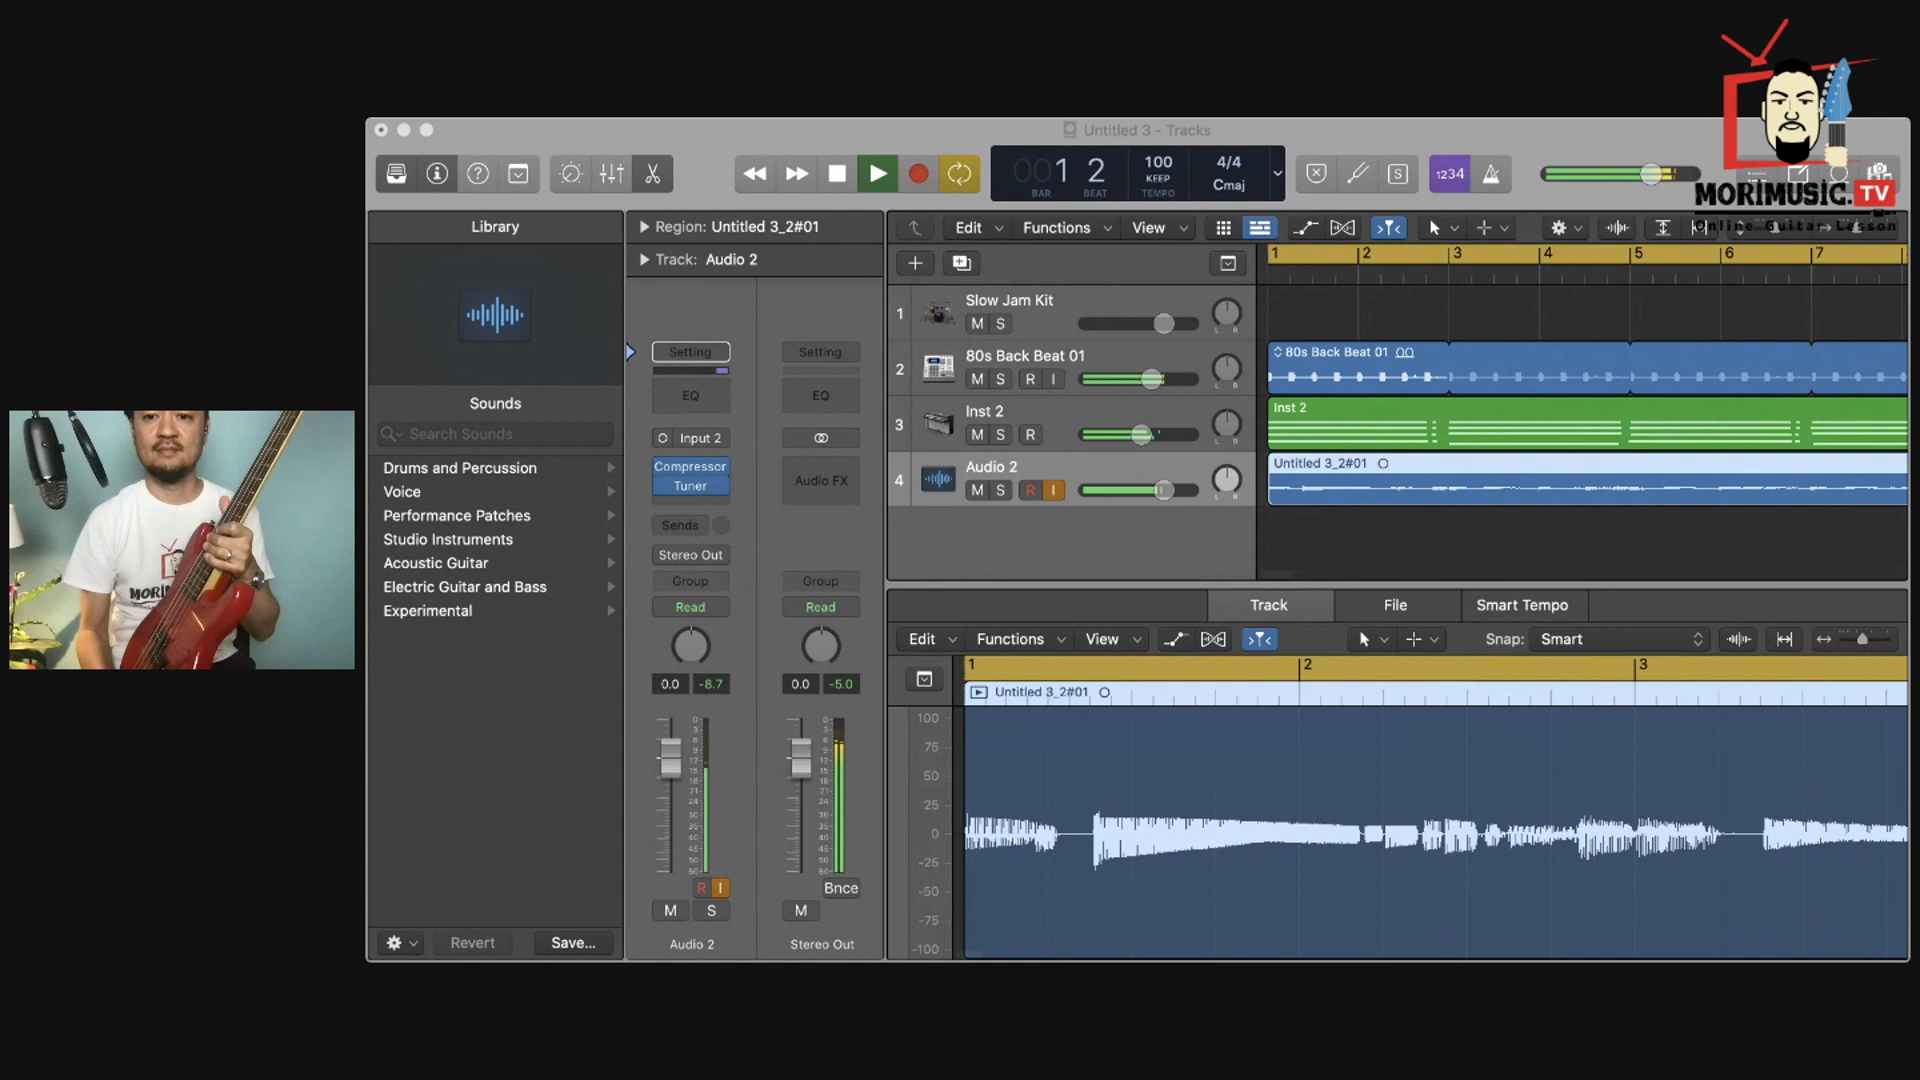 MORIMUSIC.TV
Online Guitar Lesson
Untitled 3 - Tracks
001 2
BAR BEAT
100
KEEP
TEMPO
4/4
Cmaj
1234
S
Library
Region: Untitled 3_2#01
Track: Audio 2
Edit Functions View
1 2 3 4 5 6 7
Sounds
Search Sounds
Drums and Percussion
Voice
Performance Patches
Studio Instruments
Acoustic Guitar
Electric Guitar and Bass
Experimental
Revert Save...
Setting Setting
EQ EQ
Input 2
Compressor
Tuner
Audio FX
Sends
Stereo Out
Group Group
Read Read
0.0 -8.7 0.0 -5.0
R I Bnce
M S M
Audio 2 Stereo Out
1 Slow Jam Kit
M S
L R
2 80s Back Beat 01
M S R I
L R
3 Inst 2
M S R
L R
4 Audio 2
M S R I
L R
80s Back Beat 01
Inst 2
Untitled 3_2#01
Track File Smart Tempo
Edit Functions View Snap: Smart
1 2 3
Untitled 3_2#01
100
75
50
25
0
-25
-50
-75
-100